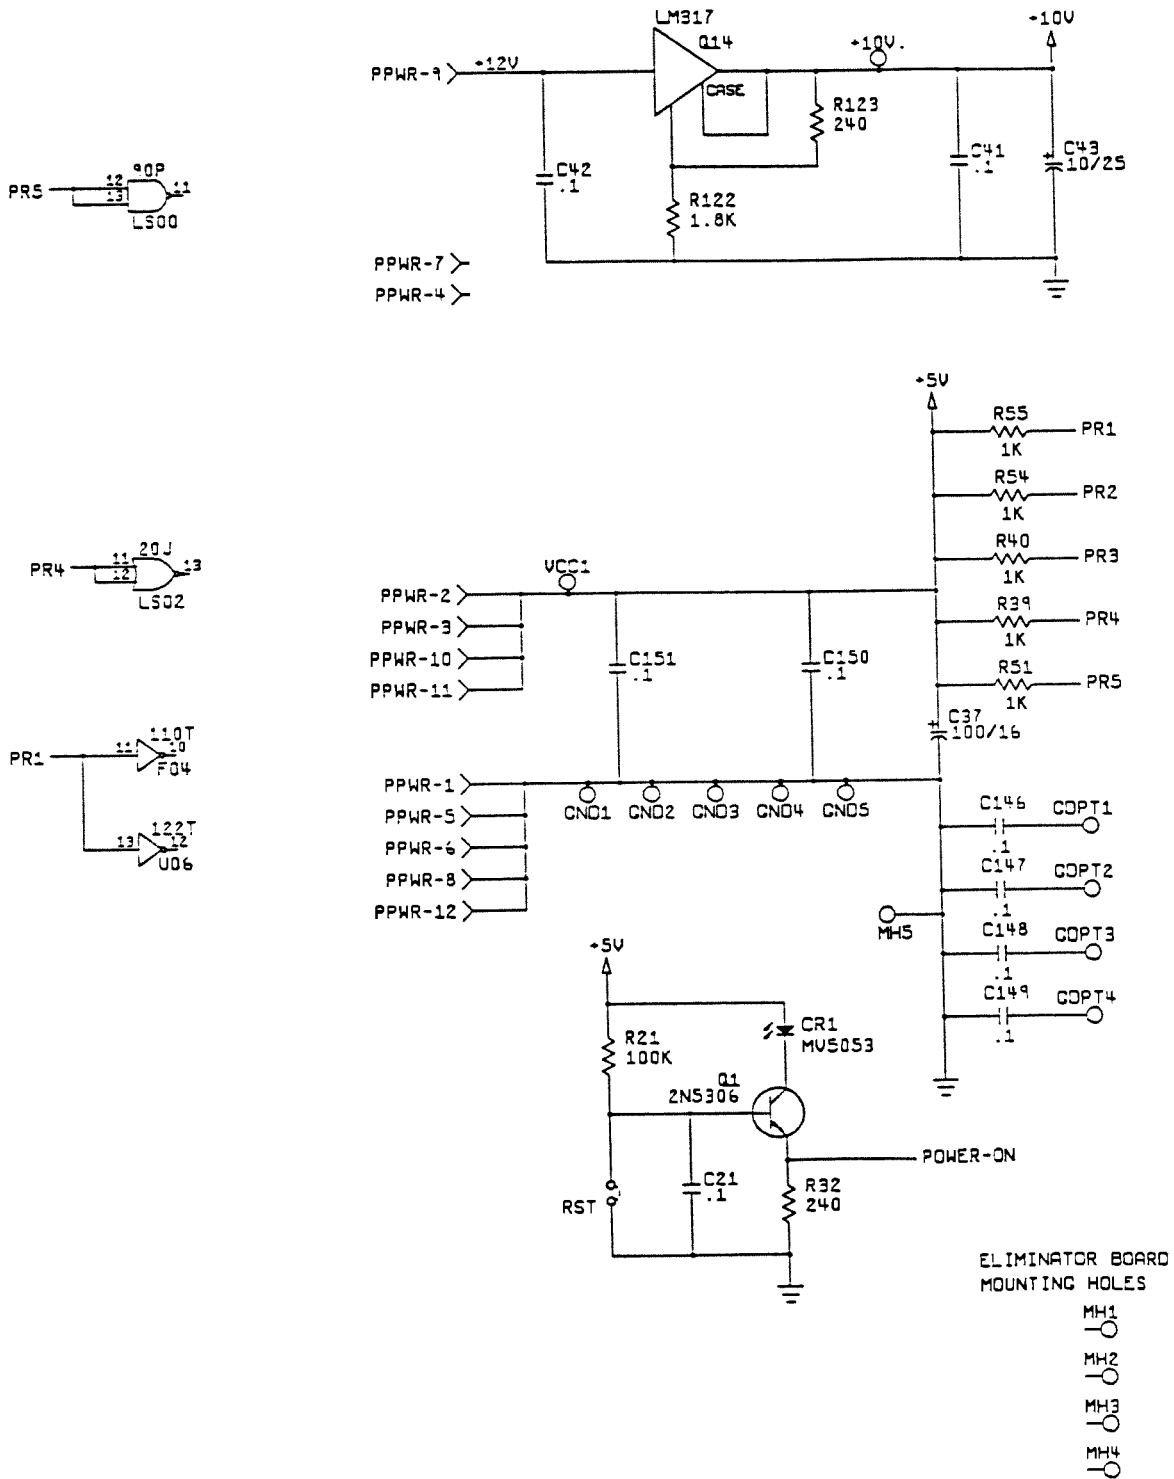 LM317
Q14
+10V
+10V.
PPWR-9
+12V
CASE
R123
240
C42
.1
C41
.1
C43
10/25
R122
1.8K
90P
PR5
12
13
11
LS00
PPWR-7
PPWR-4
+5V
R55
PR1
1K
R54
PR2
1K
R40
PR3
1K
R39
PR4
1K
R51
PR5
1K
20J
PR4
11
12
13
LS02
VCC1
PPWR-2
PPWR-3
PPWR-10
PPWR-11
C151
.1
C150
.1
C37
100/16
110T
PR1
11
10
F04
122T
13
12
U06
PPWR-1
PPWR-5
PPWR-6
PPWR-8
PPWR-12
GND1
GND2
GND3
GND4
GND5
C146
GDPT1
.1
C147
GDPT2
.1
MH5
C148
GDPT3
.1
C149
GDPT4
.1
+5V
R21
100K
CR1
MV5053
Q1
2N5306
POWER-ON
C21
.1
R32
240
RST
ELIMINATOR BOARD
MOUNTING HOLES
MH1
MH2
MH3
MH4